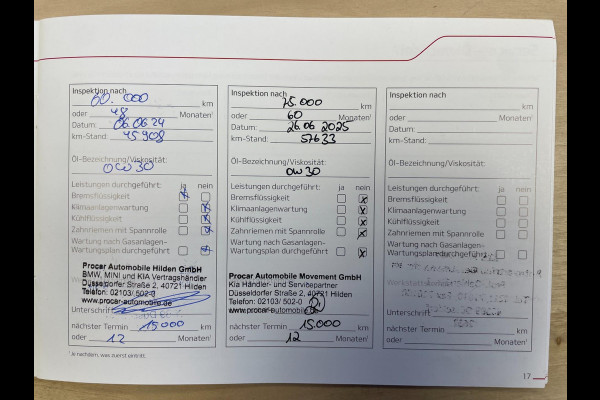 Inspektion nach
60.000 km
oder 48 Monaten¹
Datum: 06.06.24
km-Stand: 45908
Öl-Bezeichnung/Viskosität:
0W30
Leistungen durchgeführt: ja nein
Bremsflüssigkeit
Klimaanlagenwartung
Kühlflüssigkeit
Zahnriemen mit Spannrolle
Wartung nach Gasanlagen-
Wartungsplan durchgeführt
Procar Automobile Hilden GmbH
BMW, MINI und KIA Vertragshändler
Düsseldorfer Straße 2, 40721 Hilden
Telefon: 02103/ 502-0
www.procar-automobile.de
Unterschrift
nächster Termin 15000 km
oder 12 Monaten¹
¹ Je nachdem, was zuerst eintritt.
Inspektion nach
75.000 km
oder 60 Monaten¹
Datum: 26.06 2025
km-Stand: 57633
Öl-Bezeichnung/Viskosität:
0W30
Leistungen durchgeführt: ja nein
Bremsflüssigkeit
Klimaanlagenwartung
Kühlflüssigkeit
Zahnriemen mit Spannrolle
Wartung nach Gasanlagen-
Wartungsplan durchgeführt
Procar Automobile Movement GmbH
Kia Händler- und Servicepartner
Düsseldorfer Straße 2, 40721 Hilden
Telefon: 02103/ 502-0
www.procar-automobile.de
nächster Termin 15.000 km
oder 12 Monaten¹
Inspektion nach
km
oder Monaten¹
Datum:
km-Stand:
Öl-Bezeichnung/Viskosität:
Leistungen durchgeführt: ja nein
Bremsflüssigkeit
Klimaanlagenwartung
Kühlflüssigkeit
Zahnriemen mit Spannrolle
Wartung nach Gasanlagen-
Wartungsplan durchgeführt
Unterschrift
nächster Termin km
oder Monaten¹
17